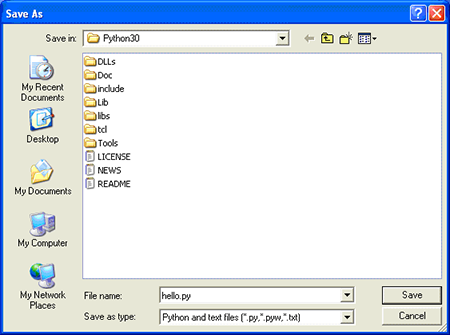 Save As
Save in:
Python30
My Recent
Documents
Desktop
My Documents
My Computer
My Network
Places
DLLs
Doc
include
Lib
libs
tcl
Tools
LICENSE
NEWS
README
File name:
hello.py
Save
Save as type:
Python and text files (*.py,*.pyw,*.txt)
Cancel